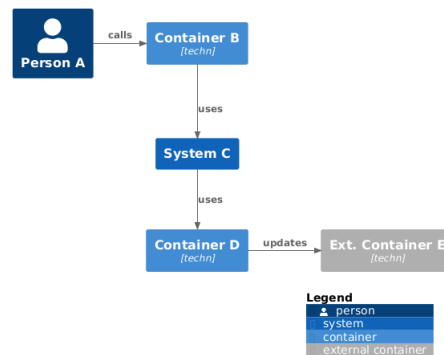 calls
Person A
Container B
[techn]
uses
System C
uses
Container D
[techn]
updates
Ext. Container E
[techn]
Legend
person
system
container
external container